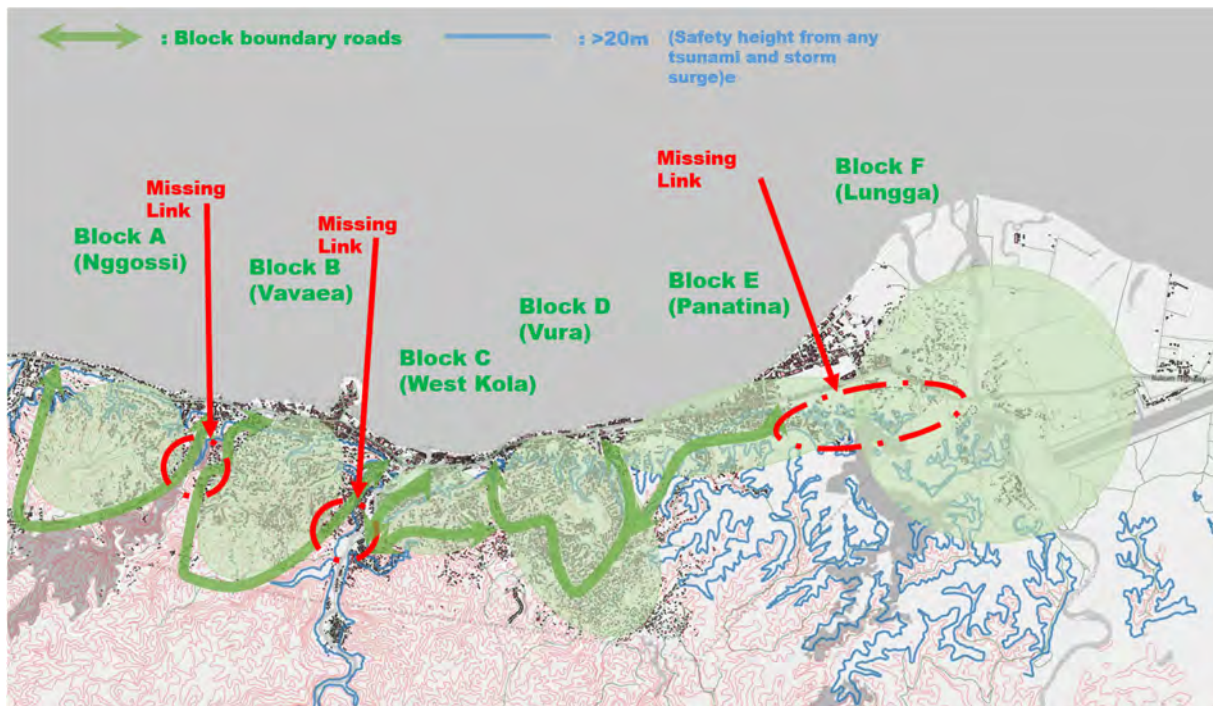 : Block boundary roads
: >20m (Safety height from any
tsunami and storm
surge)e
Missing
Link
Block F
(Lungga)
Missing
Link
Missing
Link
Block A
(Nggossi)
Block B
(Vavaea)
Block E
(Panatina)
Block D
(Vura)
Block C
(West Kola)